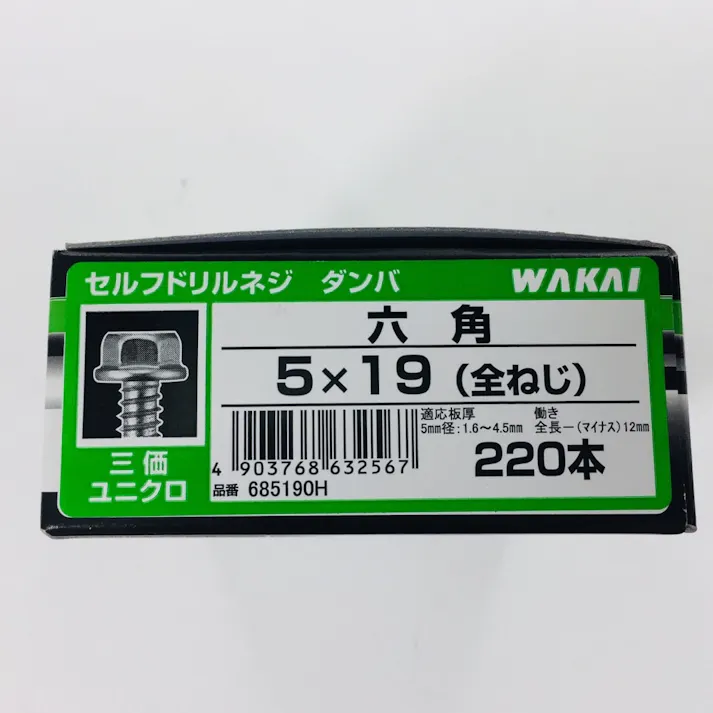 セルフドリルネジ ダンバ WAKAI
六角
5×19（全ねじ）
適応板厚 働き
5mm径:1.6〜4.5mm 全長ー(マイナス)12mm
220本
三価
ユニクロ
4 903768 632567
品番 685190H